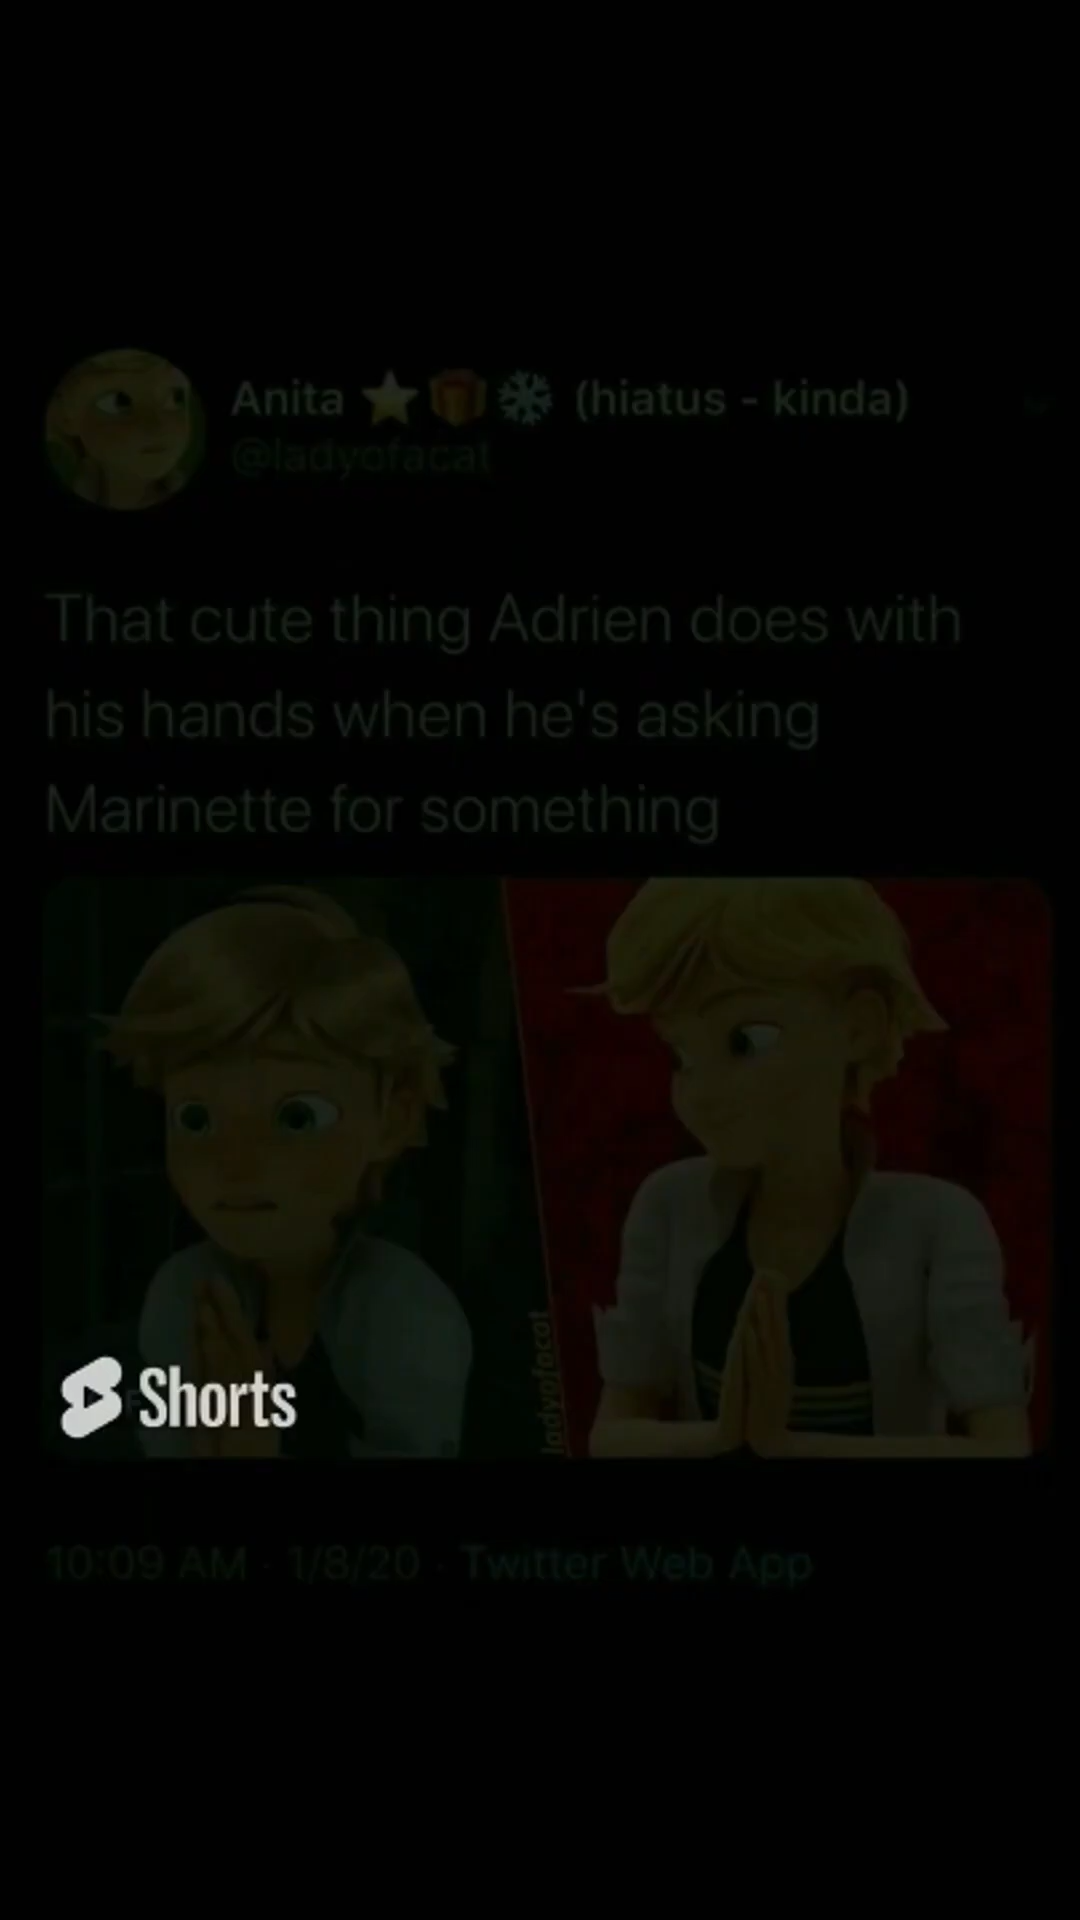 Anita ⭐🎁❄ (hiatus - kinda)
@ladyofacat
That cute thing Adrien does with
his hands when he's asking
Marinette for something
ladyofacat
Shorts
10:09 AM · 1/8/20 · Twitter Web App